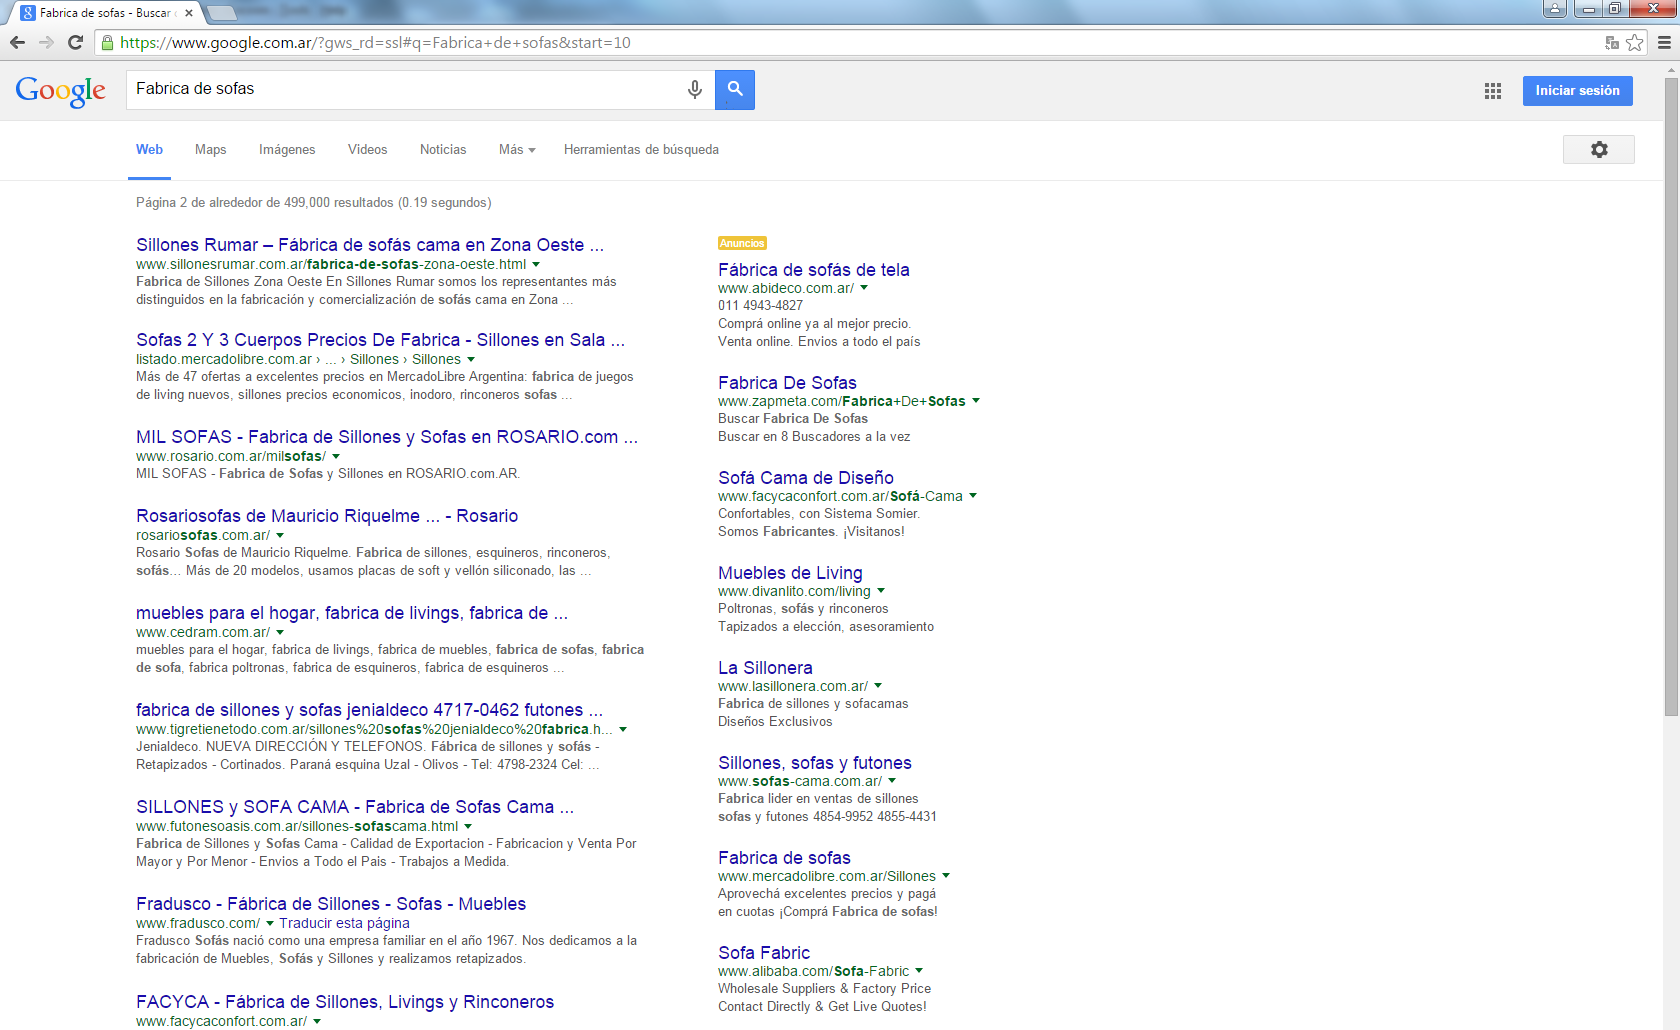 Fabrica de sofas - Buscar
https://www.google.com.ar/?gws_rd=ssl#q=Fabrica+de+sofas&start=10
Google
Fabrica de sofas
Iniciar sesión
Web
Maps
Imágenes
Videos
Noticias
Más
Herramientas de búsqueda
Página 2 de alrededor de 499,000 resultados (0.19 segundos)
Sillones Rumar – Fábrica de sofás cama en Zona Oeste ...
www.sillonesrumar.com.ar/fabrica-de-sofas-zona-oeste.html
Fabrica de Sillones Zona Oeste En Sillones Rumar somos los representantes más
distinguidos en la fabricación y comercialización de sofás cama en Zona ...
Sofas 2 Y 3 Cuerpos Precios De Fabrica - Sillones en Sala ...
listado.mercadolibre.com.ar › ... › Sillones › Sillones
Más de 47 ofertas a excelentes precios en MercadoLibre Argentina: fabrica de juegos
de living nuevos, sillones precios economicos, inodoro, rinconeros sofas ...
MIL SOFAS - Fabrica de Sillones y Sofas en ROSARIO.com ...
www.rosario.com.ar/milsofas/
MIL SOFAS - Fabrica de Sofas y Sillones en ROSARIO.com.AR.
Rosariosofas de Mauricio Riquelme ... - Rosario
rosariosofas.com.ar/
Rosario Sofas de Mauricio Riquelme. Fabrica de sillones, esquineros, rinconeros,
sofás... Más de 20 modelos, usamos placas de soft y vellón siliconado, las ...
muebles para el hogar, fabrica de livings, fabrica de ...
www.cedram.com.ar/
muebles para el hogar, fabrica de livings, fabrica de muebles, fabrica de sofas, fabrica
de sofa, fabrica poltronas, fabrica de esquineros, fabrica de esquineros ...
fabrica de sillones y sofas jenialdeco 4717-0462 futones ...
www.tigretienetodo.com.ar/sillones%20sofas%20jenialdeco%20fabrica.h...
Jenialdeco. NUEVA DIRECCIÓN Y TELEFONOS. Fábrica de sillones y sofás -
Retapizados - Cortinados. Paraná esquina Uzal - Olivos - Tel: 4798-2324 Cel: ...
SILLONES y SOFA CAMA - Fabrica de Sofas Cama ...
www.futonesoasis.com.ar/sillones-sofascama.html
Fabrica de Sillones y Sofas Cama - Calidad de Exportacion - Fabricacion y Venta Por
Mayor y Por Menor - Envios a Todo el Pais - Trabajos a Medida.
Fradusco - Fábrica de Sillones - Sofas - Muebles
www.fradusco.com/ Traducir esta página
Fradusco Sofás nació como una empresa familiar en el año 1967. Nos dedicamos a la
fabricación de Muebles, Sofás y Sillones y realizamos retapizados.
FACYCA - Fábrica de Sillones, Livings y Rinconeros
www.facycaconfort.com.ar/
Anuncios
Fábrica de sofás de tela
www.abideco.com.ar/
011 4943-4827
Comprá online ya al mejor precio.
Venta online. Envios a todo el país
Fabrica De Sofas
www.zapmeta.com/Fabrica+De+Sofas
Buscar Fabrica De Sofas
Buscar en 8 Buscadores a la vez
Sofá Cama de Diseño
www.facycaconfort.com.ar/Sofá-Cama
Confortables, con Sistema Somier.
Somos Fabricantes. ¡Visitanos!
Muebles de Living
www.divanlito.com/living
Poltronas, sofás y rinconeros
Tapizados a elección, asesoramiento
La Sillonera
www.lasillonera.com.ar/
Fabrica de sillones y sofacamas
Diseños Exclusivos
Sillones, sofas y futones
www.sofas-cama.com.ar/
Fabrica lider en ventas de sillones
sofas y futones 4854-9952 4855-4431
Fabrica de sofas
www.mercadolibre.com.ar/Sillones
Aprovechá excelentes precios y pagá
en cuotas ¡Comprá Fabrica de sofas!
Sofa Fabric
www.alibaba.com/Sofa-Fabric
Wholesale Suppliers & Factory Price
Contact Directly & Get Live Quotes!